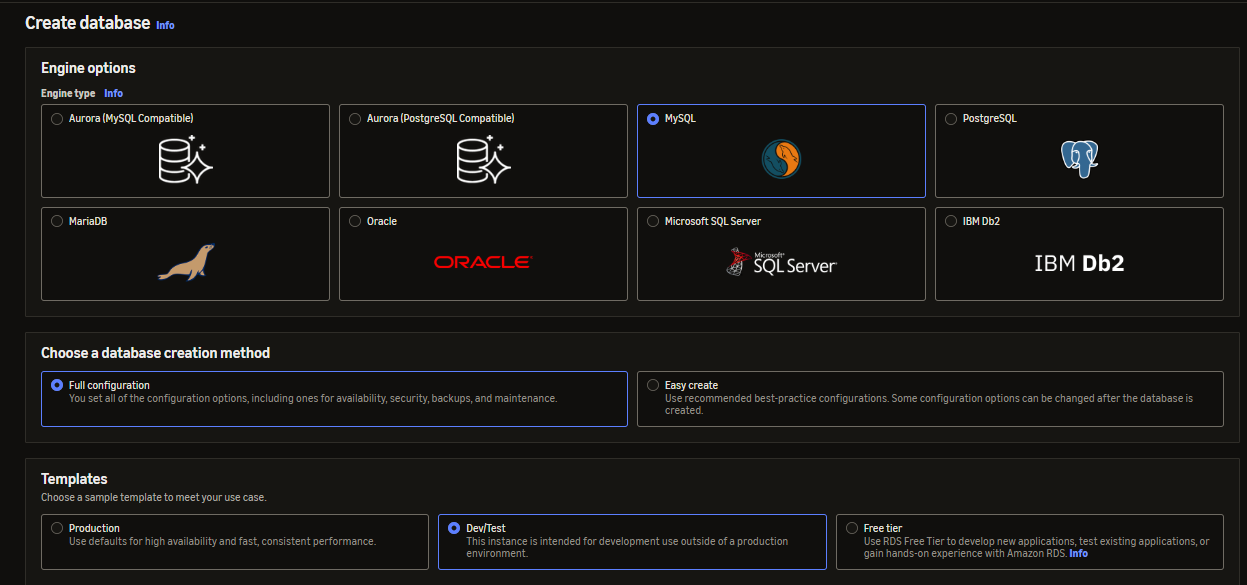 Create database Info
Engine options
Engine type Info
Aurora (MySQL Compatible)
Aurora (PostgreSQL Compatible)
MySQL
PostgreSQL
MariaDB
Oracle
ORACLE
Microsoft SQL Server
Microsoft
SQL Server
IBM Db2
IBM Db2
Choose a database creation method
Full configuration
You set all of the configuration options, including ones for availability, security, backups, and maintenance.
Easy create
Use recommended best-practice configurations. Some configuration options can be changed after the database is
created.
Templates
Choose a sample template to meet your use case.
Production
Use defaults for high availability and fast, consistent performance.
Dev/Test
This instance is intended for development use outside of a production
environment.
Free tier
Use RDS Free Tier to develop new applications, test existing applications, or
gain hands-on experience with Amazon RDS. Info